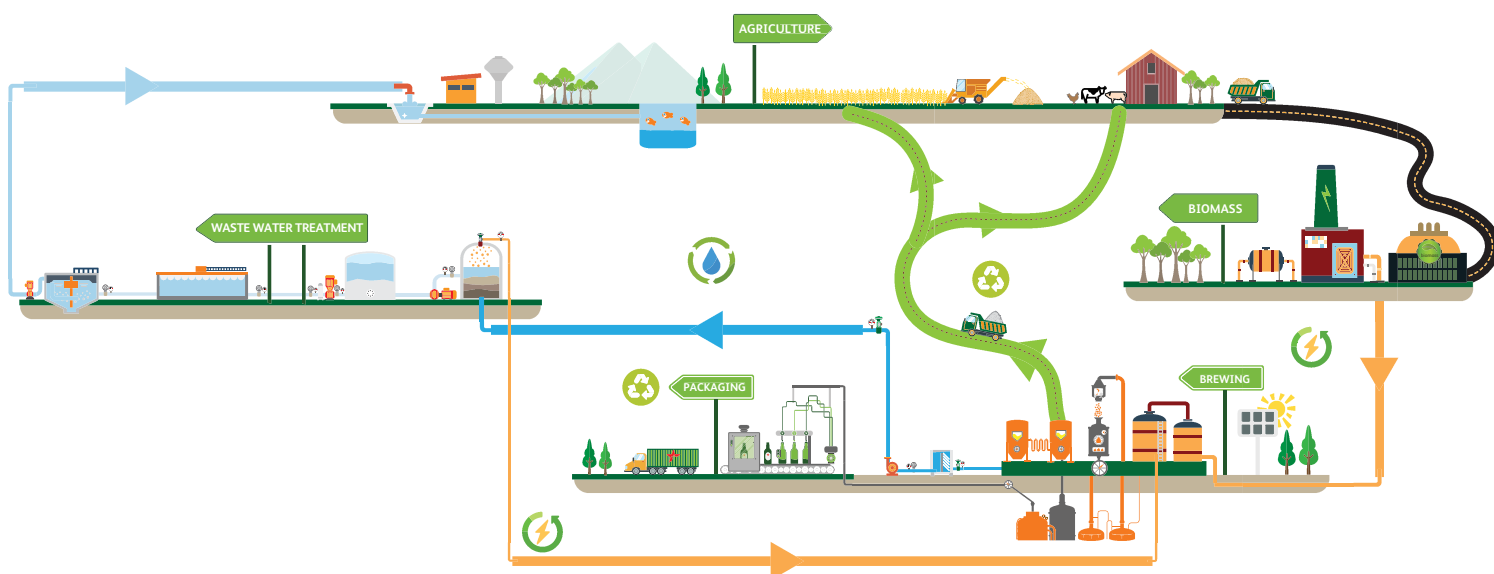 AGRICULTURE
WASTE WATER TREATMENT
BIOMASS
PACKAGING
BREWING